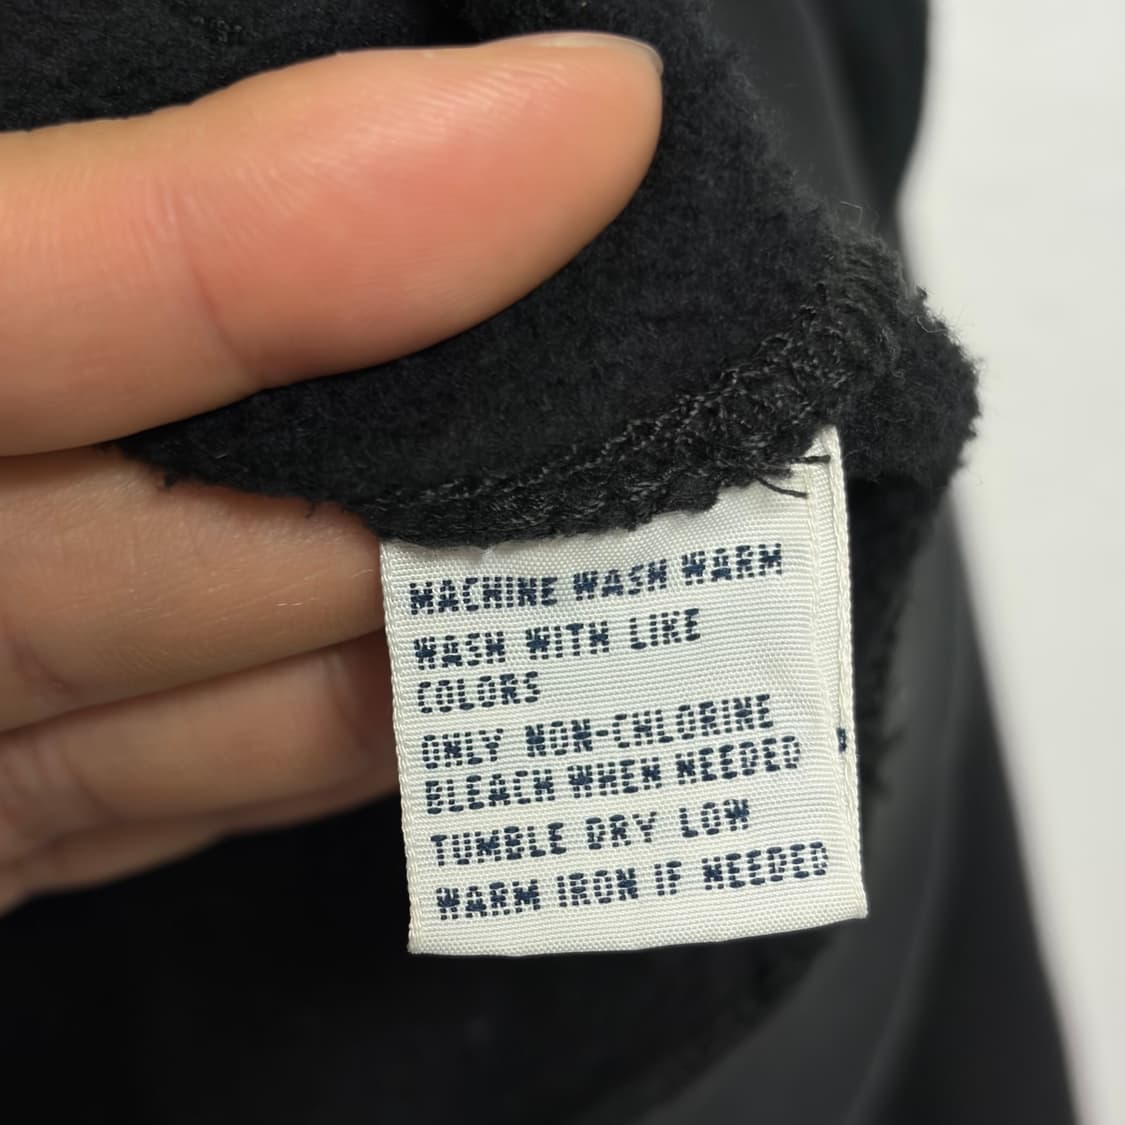 MACHINE WASH WARM
WASH WITH LIKE
COLORS
ONLY NON-CHLORINE
BLEACH WHEN NEEDED
TUMBLE DRY LOW
WARM IRON IF NEEDED